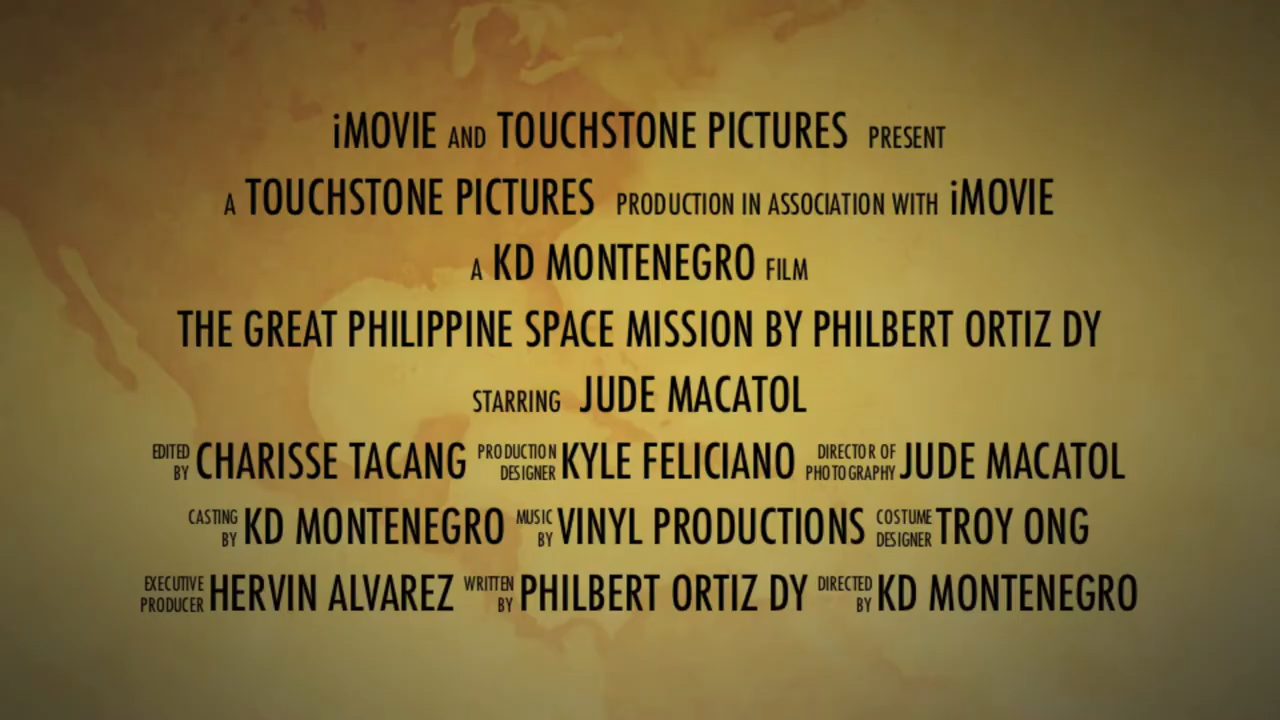 iMOVIE AND TOUCHSTONE PICTURES PRESENT
A TOUCHSTONE PICTURES PRODUCTION IN ASSOCIATION WITH iMOVIE
A KD MONTENEGRO FILM
THE GREAT PHILIPPINE SPACE MISSION BY PHILBERT ORTIZ DY
STARRING JUDE MACATOL
EDITED BY CHARISSE TACANG PRODUCTION DESIGNER KYLE FELICIANO DIRECTOR OF PHOTOGRAPHY JUDE MACATOL
CASTING BY KD MONTENEGRO MUSIC BY VINYL PRODUCTIONS COSTUME DESIGNER TROY ONG
EXECUTIVE PRODUCER HERVIN ALVAREZ WRITTEN BY PHILBERT ORTIZ DY DIRECTED BY KD MONTENEGRO